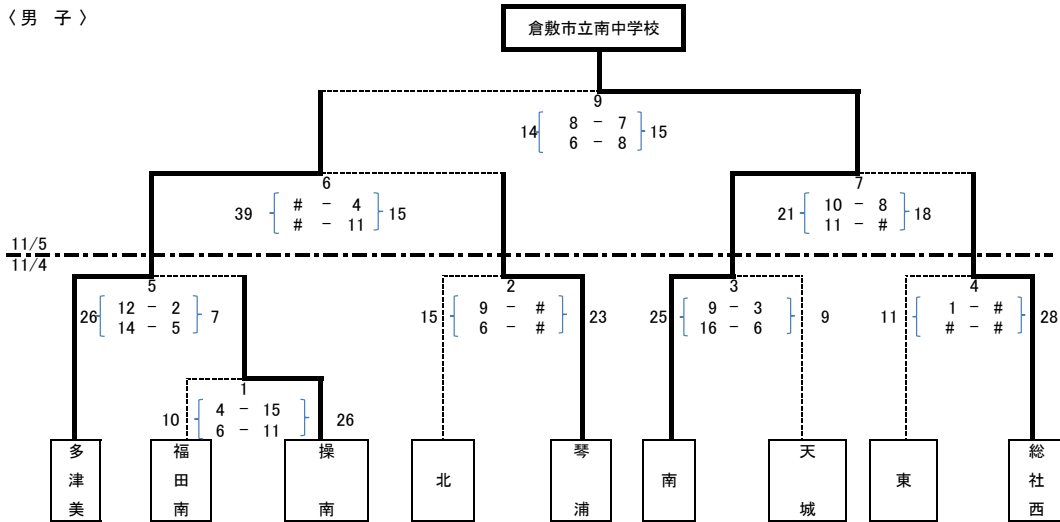 〈男 子〉
倉敷市立南中学校
9
14 8 - 7 15
6 - 8
6
39 # - 4 15
# - 11
7
21 10 - 8 18
11 - #
11/5
11/4
5
26 12 - 2 7
14 - 5
2
15 9 - # 23
6 - #
3
25 9 - 3 9
16 - 6
4
11 1 - # 28
# - #
1
10 4 - 15 26
6 - 11
多津美
福田南
操南
北
琴浦
南
天城
東
総社西